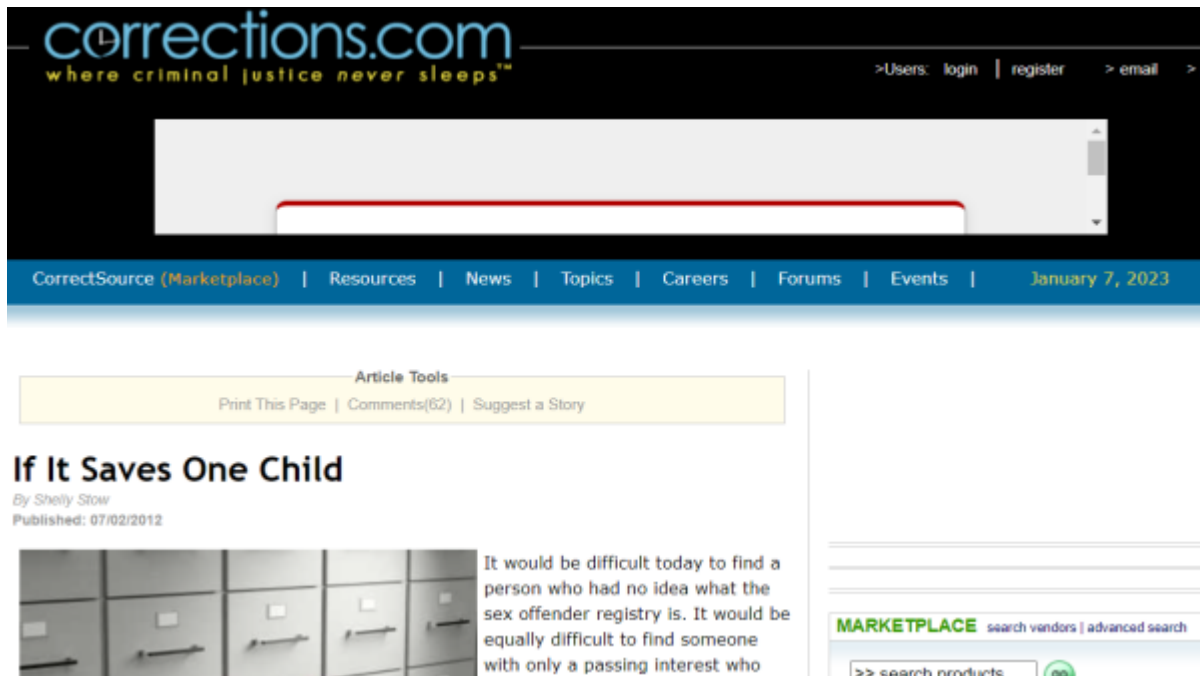 corrections.com
where criminal justice never sleeps™
>Users: login | register > email >
CorrectSource (Marketplace) | Resources | News | Topics | Careers | Forums | Events | January 7, 2023
Article Tools
Print This Page | Comments(62) | Suggest a Story
If It Saves One Child
By Shelly Stow
Published: 07/02/2012
It would be difficult today to find a
person who had no idea what the
sex offender registry is. It would be
equally difficult to find someone
with only a passing interest who
MARKETPLACE search vendors | advanced search
>> search products